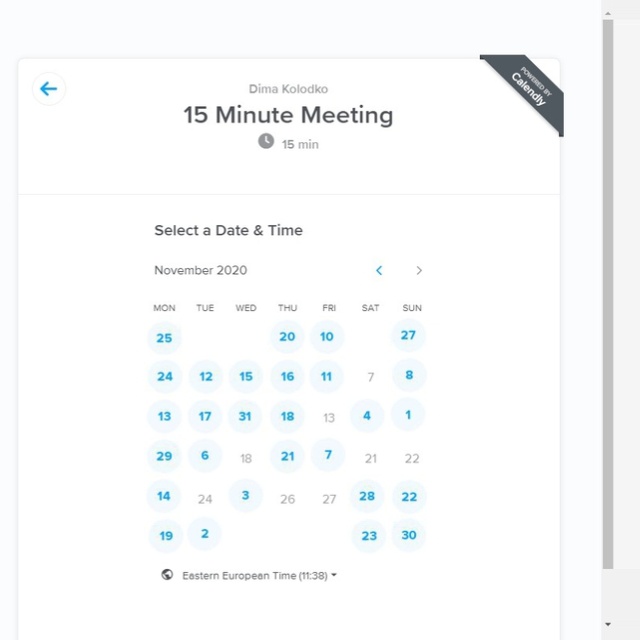 Dima Kolodko
15 Minute Meeting
15 min
POWERED BY
Calendly
Select a Date & Time
November 2020
MON TUE WED THU FRI SAT SUN
25 20 10 27
24 12 15 16 11 7 8
13 17 31 18 13 4 1
29 6 18 21 7 21 22
14 24 3 26 27 28 22
19 2 23 30
Eastern European Time (11:38)